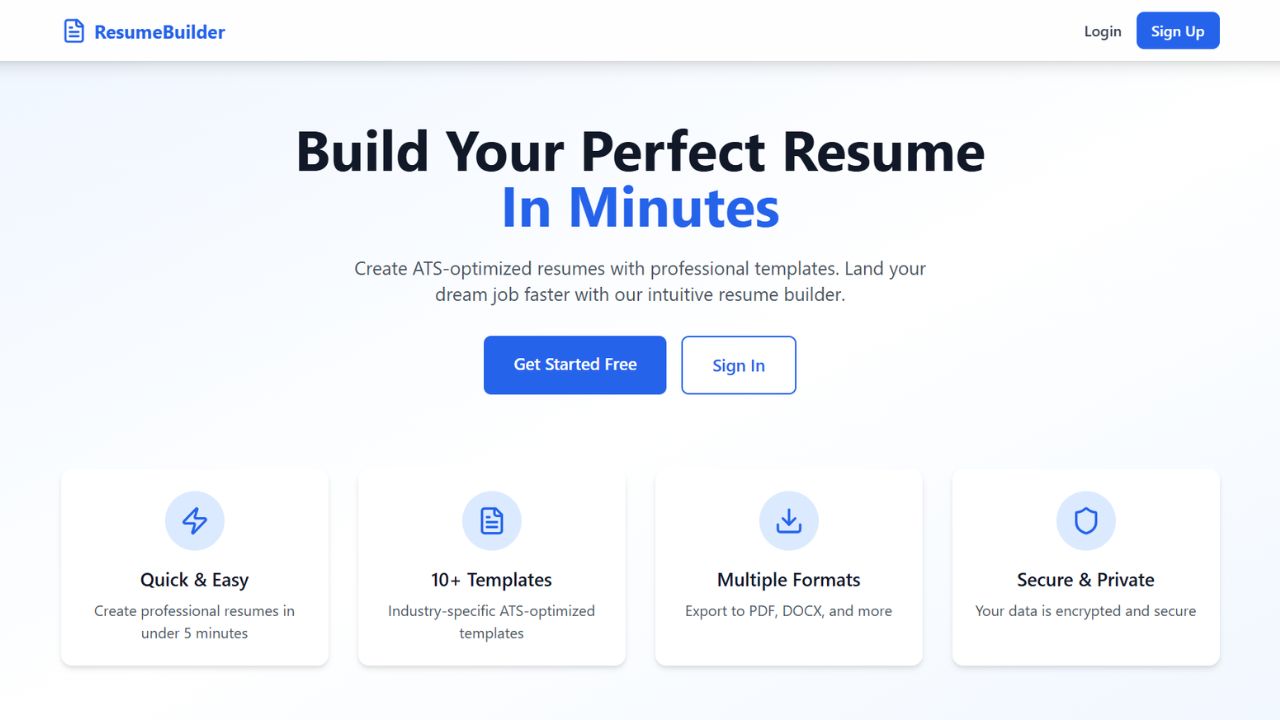 ResumeBuilder
Login
Sign Up
Build Your Perfect Resume
In Minutes
Create ATS-optimized resumes with professional templates. Land your
dream job faster with our intuitive resume builder.
Get Started Free
Sign In
Quick & Easy
Create professional resumes in
under 5 minutes
10+ Templates
Industry-specific ATS-optimized
templates
Multiple Formats
Export to PDF, DOCX, and more
Secure & Private
Your data is encrypted and secure